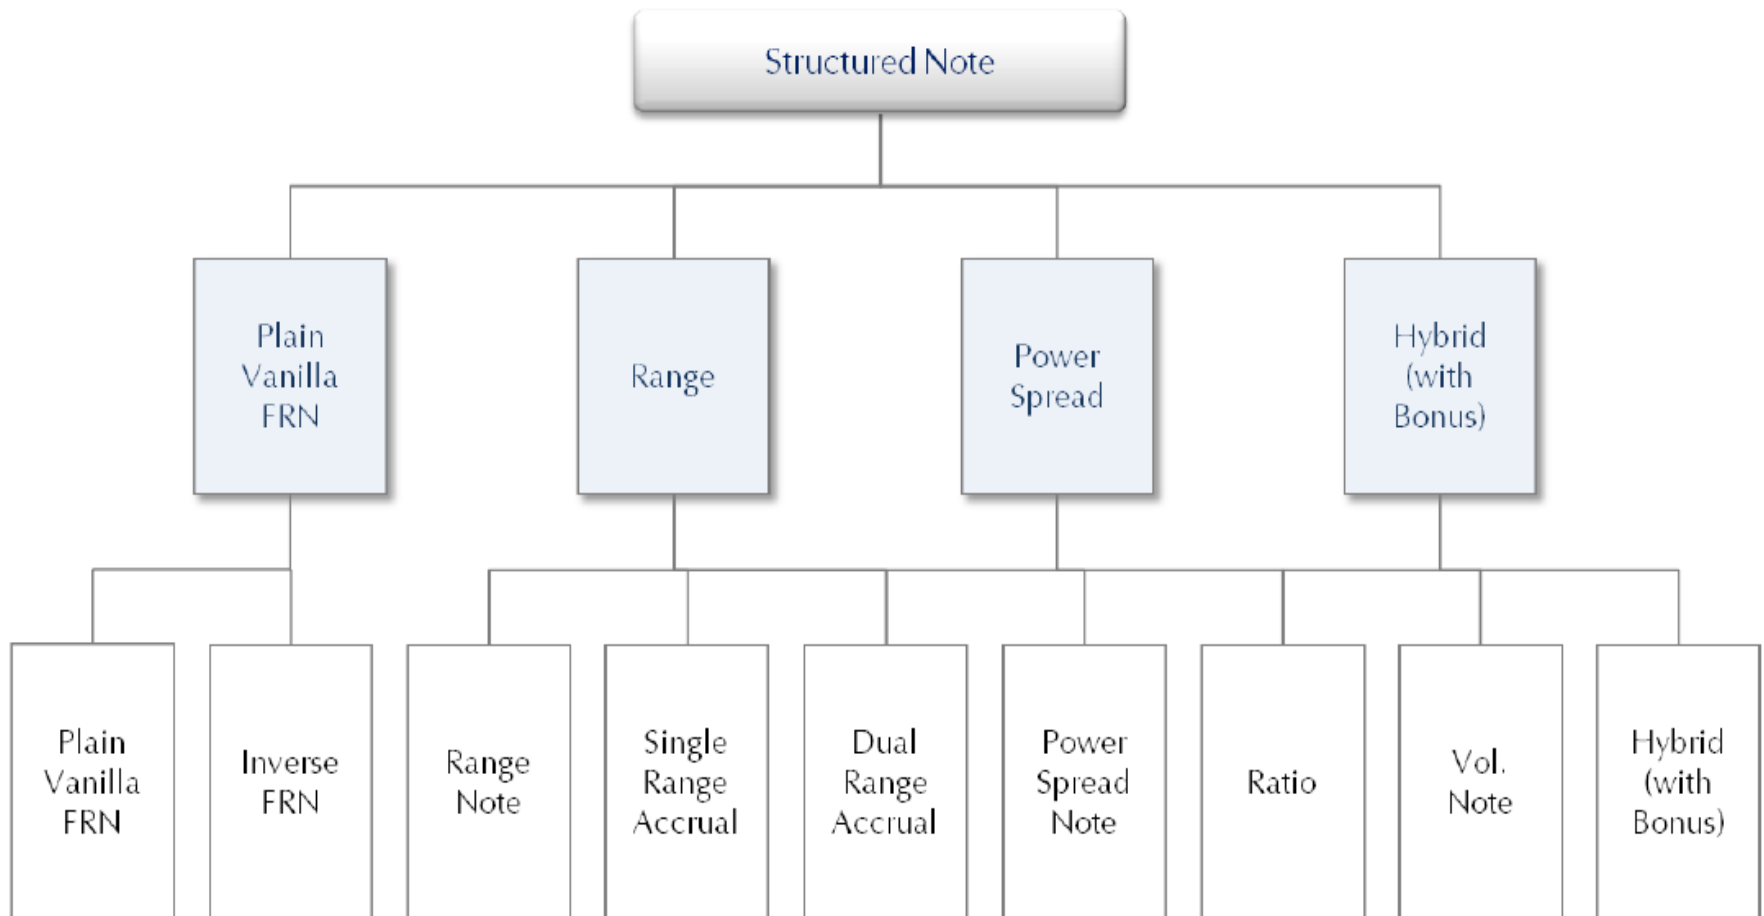 Structured Note
Plain
Vanilla
FRN
Range
Power
Spread
Hybrid
(with
Bonus)
Plain
Vanilla
FRN
Inverse
FRN
Range
Note
Single
Range
Accrual
Dual
Range
Accrual
Power
Spread
Note
Ratio
Vol.
Note
Hybrid
(with
Bonus)